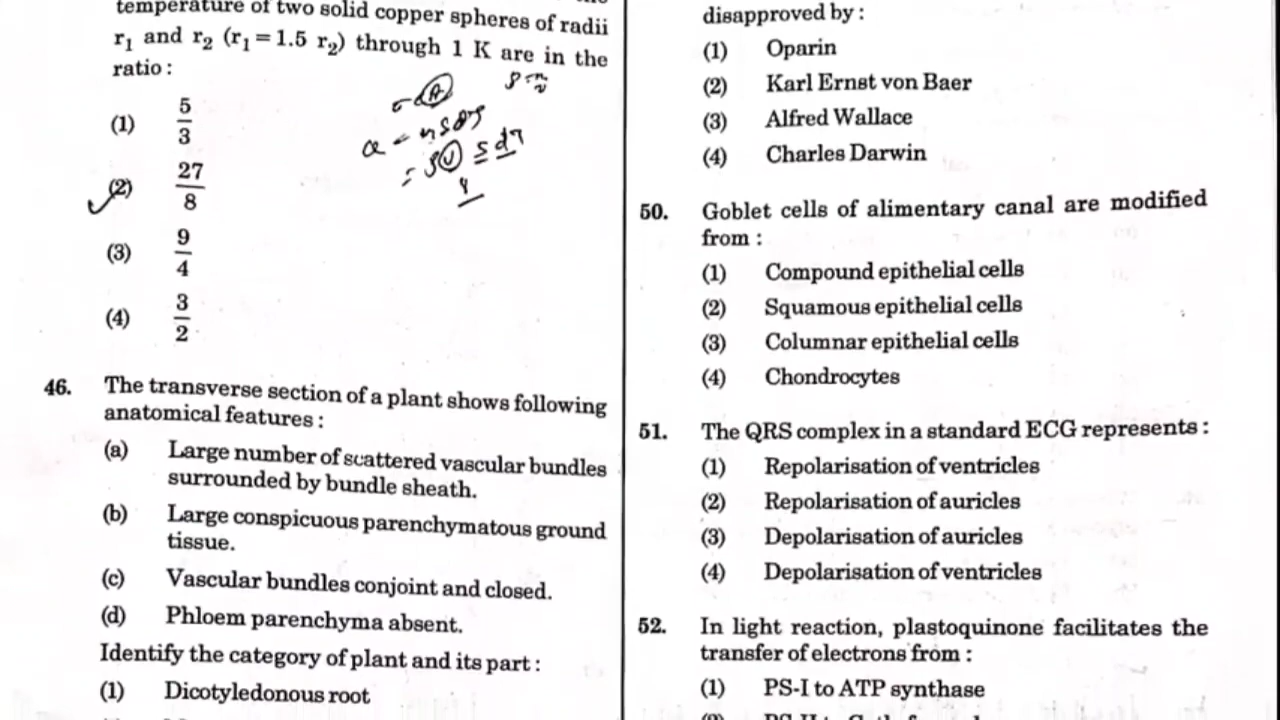 temperature of two solid copper spheres of radii
r₁ and r₂ (r₁ = 1.5 r₂) through 1 K are in the
ratio :
(1) 5/3
(2) 27/8
(3) 9/4
(4) 3/2
46. The transverse section of a plant shows following
anatomical features :
(a) Large number of scattered vascular bundles
surrounded by bundle sheath.
(b) Large conspicuous parenchymatous ground
tissue.
(c) Vascular bundles conjoint and closed.
(d) Phloem parenchyma absent.
Identify the category of plant and its part :
(1) Dicotyledonous root
disapproved by :
(1) Oparin
(2) Karl Ernst von Baer
(3) Alfred Wallace
(4) Charles Darwin
50. Goblet cells of alimentary canal are modified
from :
(1) Compound epithelial cells
(2) Squamous epithelial cells
(3) Columnar epithelial cells
(4) Chondrocytes
51. The QRS complex in a standard ECG represents :
(1) Repolarisation of ventricles
(2) Repolarisation of auricles
(3) Depolarisation of auricles
(4) Depolarisation of ventricles
52. In light reaction, plastoquinone facilitates the
transfer of electrons from :
(1) PS-I to ATP synthase